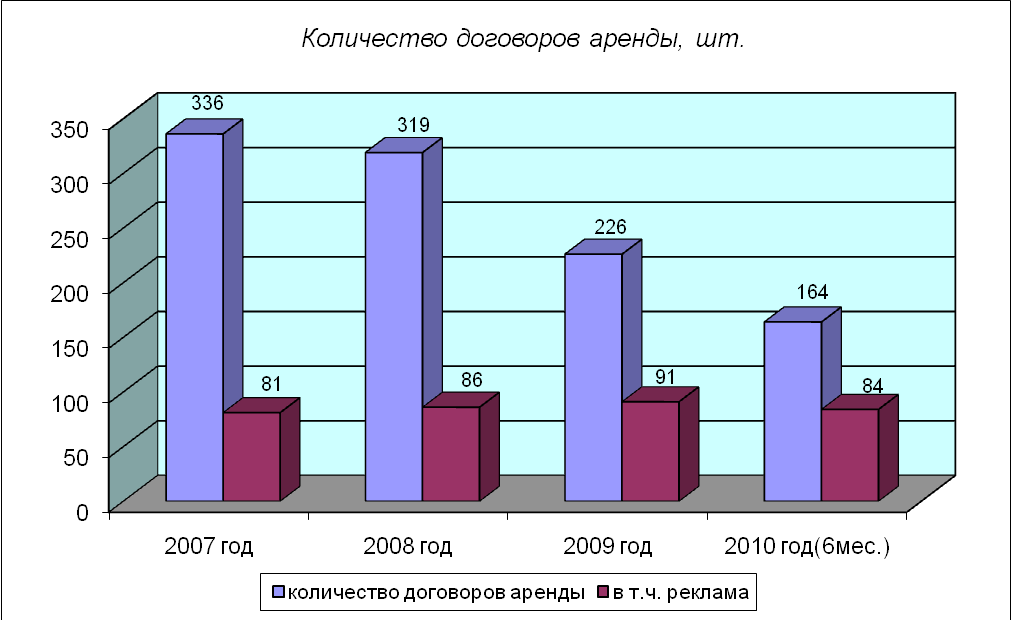 Количество договоров аренды, шт.
336
319
226
164
81
86
91
84
350
300
250
200
150
100
50
0
2007 год
2008 год
2009 год
2010 год(6мес.)
количество договоров аренды
в т.ч. реклама